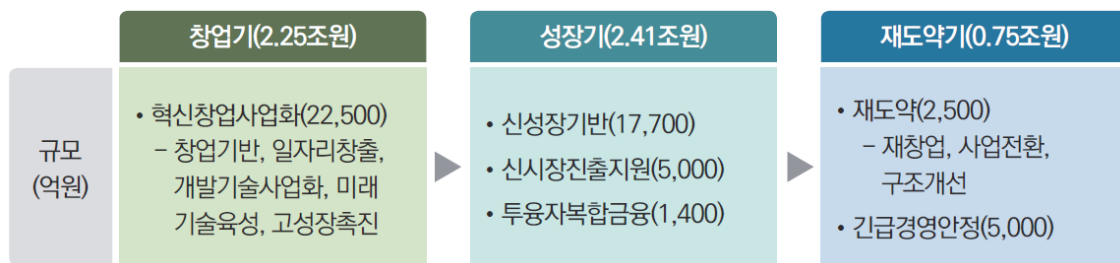 창업기(2.25조원)
성장기(2.41조원)
재도약기(0.75조원)
규모
(억원)
• 혁신창업사업화(22,500)
– 창업기반, 일자리창출,
개발기술사업화, 미래
기술육성, 고성장촉진
• 신성장기반(17,700)
• 신시장진출지원(5,000)
• 투융자복합금융(1,400)
• 재도약(2,500)
– 재창업, 사업전환,
구조개선
• 긴급경영안정(5,000)